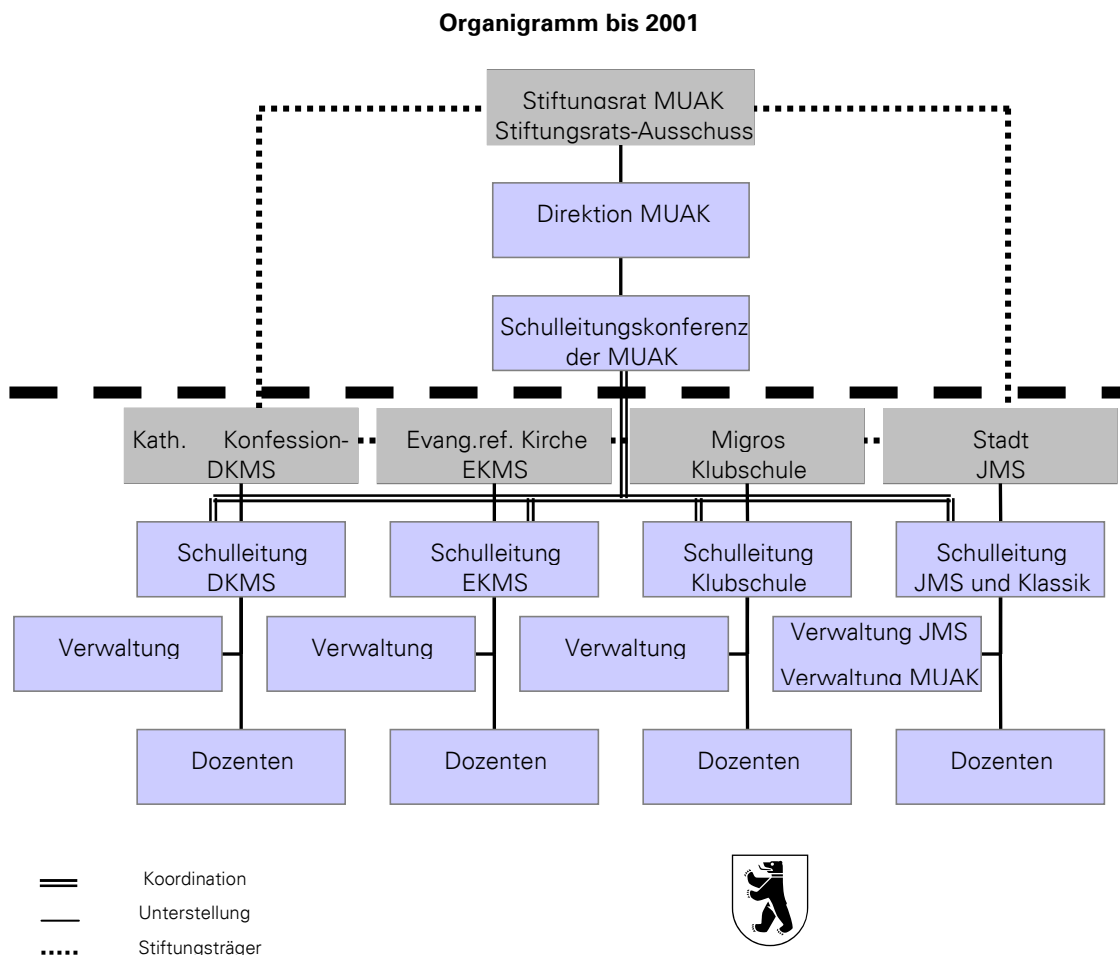 Organigramm bis 2001
Stiftungsrat MUAK
Stiftungsrats-Ausschuss
Direktion MUAK
Schulleitungskonferenz
der MUAK
Kath. Konfession-
DKMS
Evang.ref. Kirche
EKMS
Migros
Klubschule
Stadt
JMS
Schulleitung
DKMS
Schulleitung
EKMS
Schulleitung
Klubschule
Schulleitung
JMS und Klassik
Verwaltung
Verwaltung
Verwaltung
Verwaltung JMS
Verwaltung MUAK
Dozenten
Dozenten
Dozenten
Dozenten
Koordination
Unterstellung
Stiftungsträger